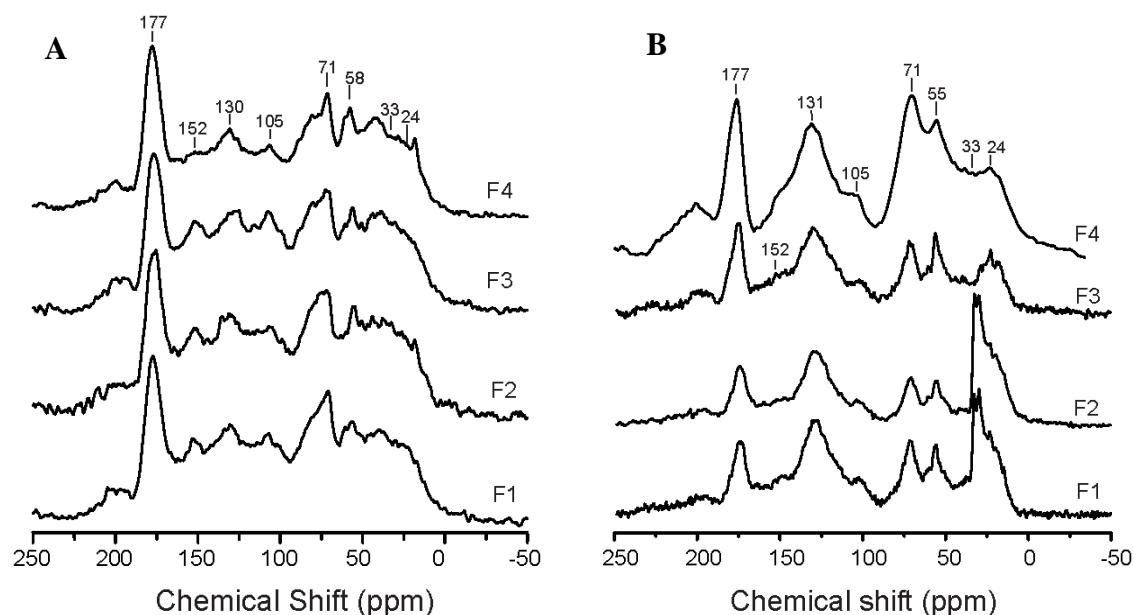 A
177
152
130
105
71
58
33
24
F4
F3
F2
F1
250 200 150 100 50 0 -50
Chemical Shift (ppm)
B
177
131
105
71
55
33
24
F4
152
F3
F2
F1
250 200 150 100 50 0 -50
Chemical shift (ppm)